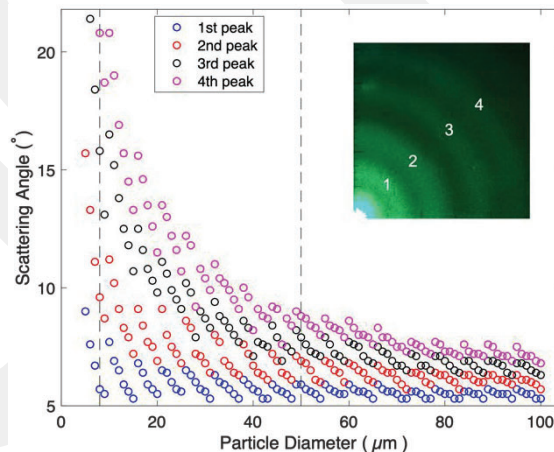 20
15
10
5
Scattering Angle (°)
1st peak
2nd peak
3rd peak
4th peak
4
3
2
1
0 20 40 60 80 100
Particle Diameter ( μm)